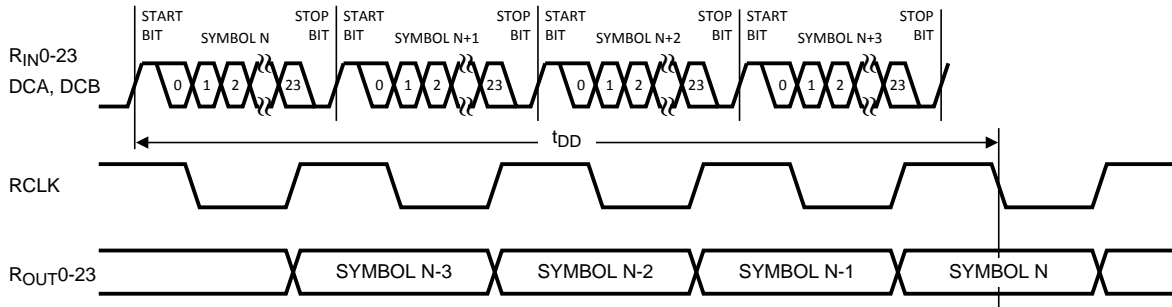 START BIT SYMBOL N STOP BIT
START BIT SYMBOL N+1 STOP BIT
START BIT SYMBOL N+2 STOP BIT
START BIT SYMBOL N+3 STOP BIT
RIN0-23
DCA, DCB
0 1 2 23 0 1 2 23 0 1 2 23 0 1 2 23
tDD
RCLK
ROUT0-23 SYMBOL N-3 SYMBOL N-2 SYMBOL N-1 SYMBOL N